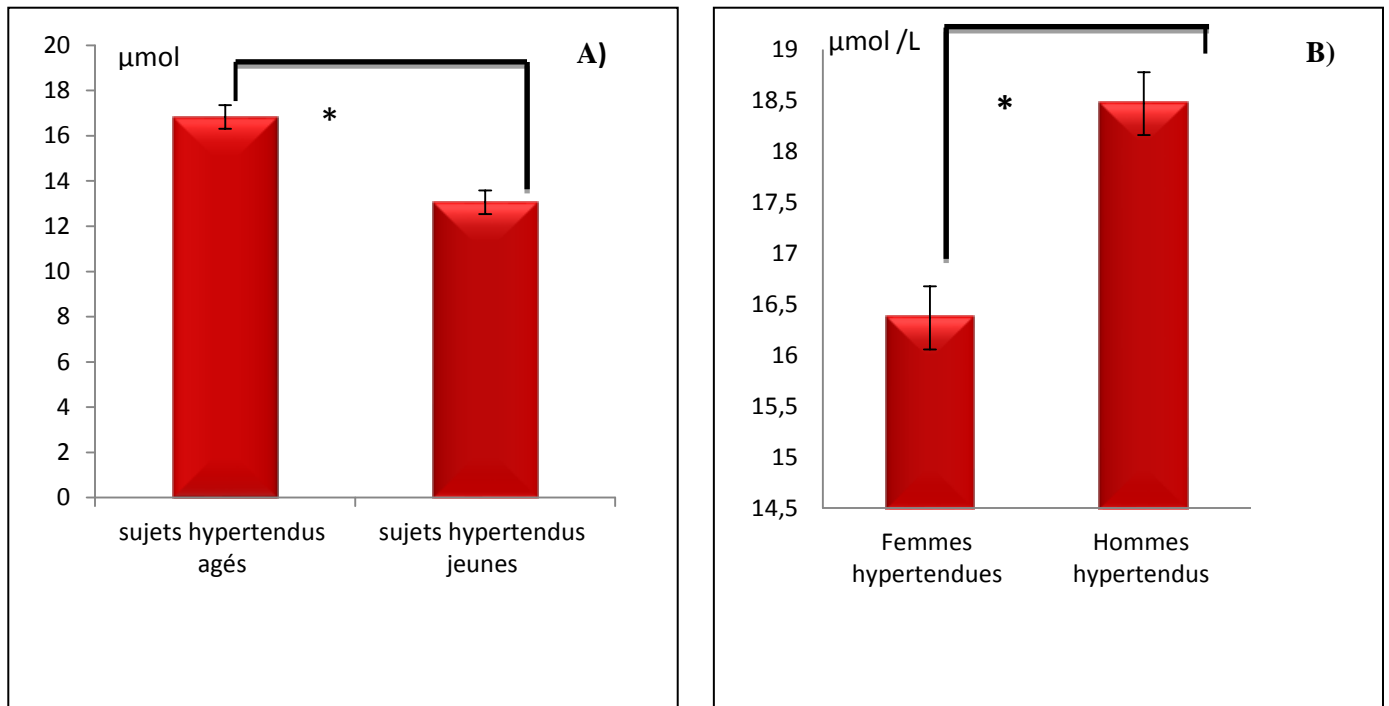 A)
µmol
20
18
16
14
12
10
8
6
4
2
0
*
sujets hypertendus
agés
sujets hypertendus
jeunes
B)
µmol /L
19
18,5
18
17,5
17
16,5
16
15,5
15
14,5
*
Femmes
hypertendues
Hommes
hypertendus